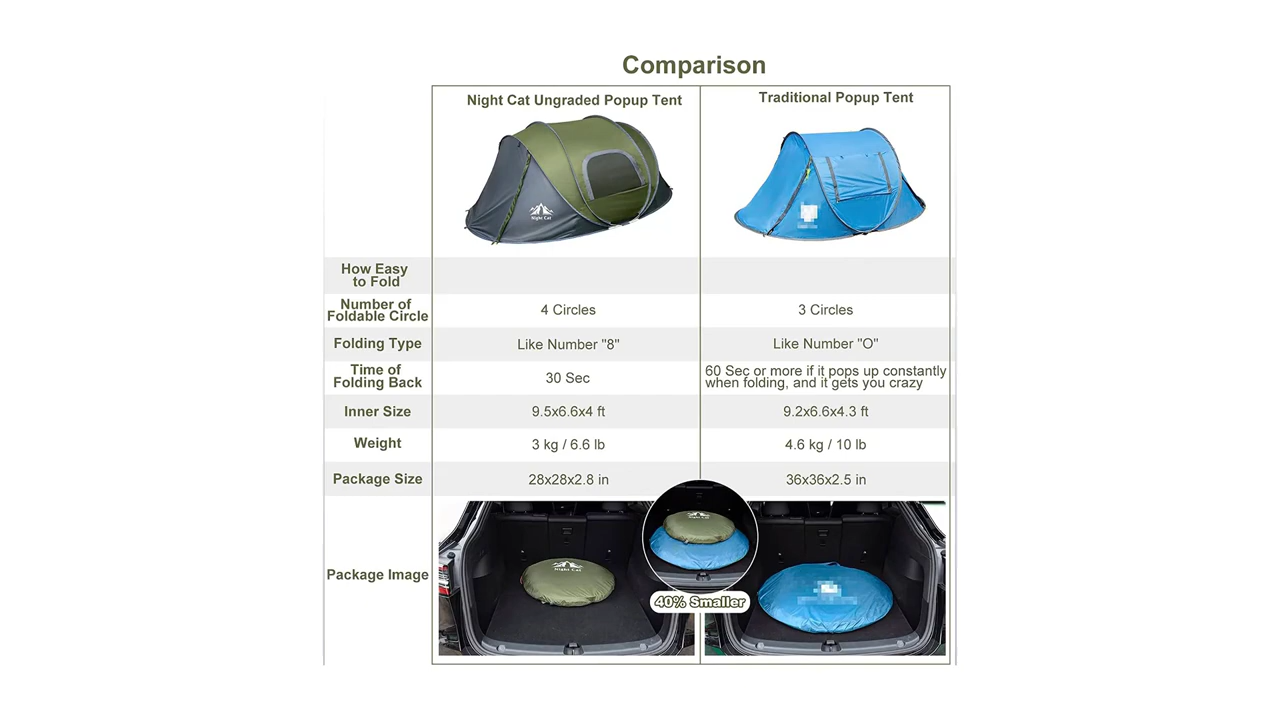 Comparison
Night Cat Ungraded Popup Tent
Traditional Popup Tent
Night Cat
How Easy
to Fold
Number of
Foldable Circle
4 Circles
3 Circles
Folding Type
Like Number "8"
Like Number "O"
Time of
Folding Back
30 Sec
60 Sec or more if it pops up constantly
when folding, and it gets you crazy
Inner Size
9.5x6.6x4 ft
9.2x6.6x4.3 ft
Weight
3 kg / 6.6 lb
4.6 kg / 10 lb
Package Size
28x28x2.8 in
36x36x2.5 in
Package Image
Night Cat
Night Cat
40% Smaller